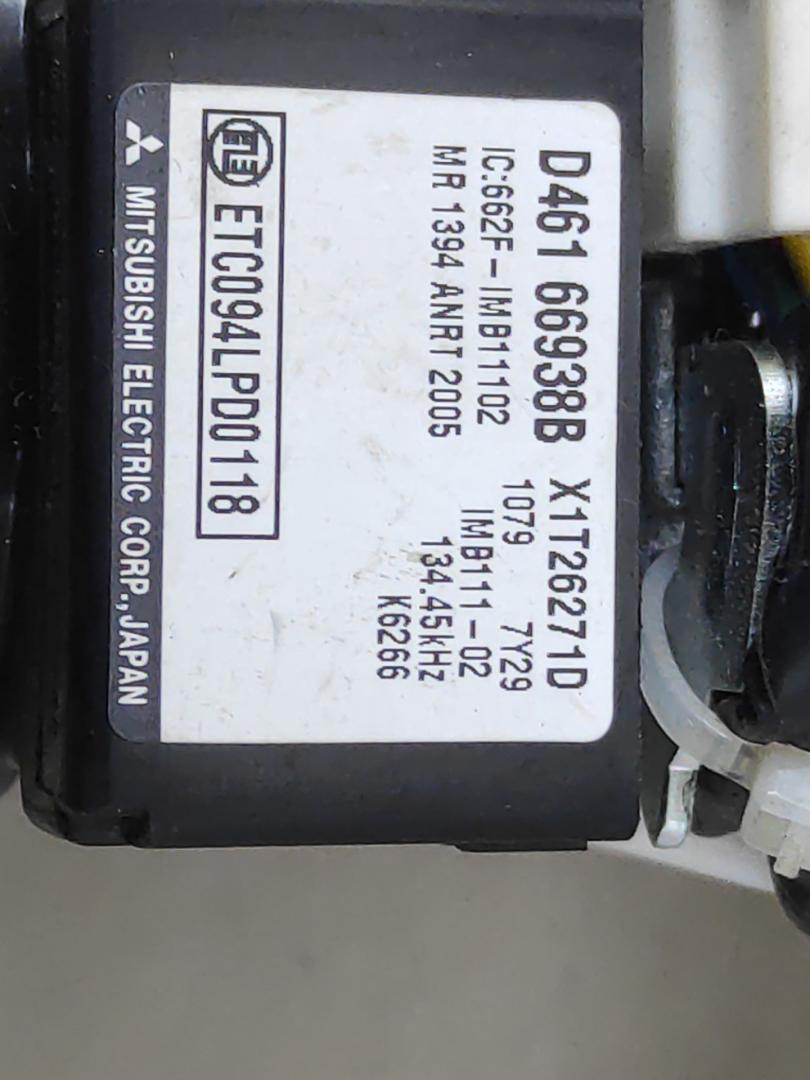 D461 66938B X1T26271D
IC:662F-IMB11102 1079 7Y29
MR 1394 ANRT 2005 IMB111-02
134.45kHz
K6266
ETC094LPD0118
MITSUBISHI ELECTRIC CORP.,JAPAN